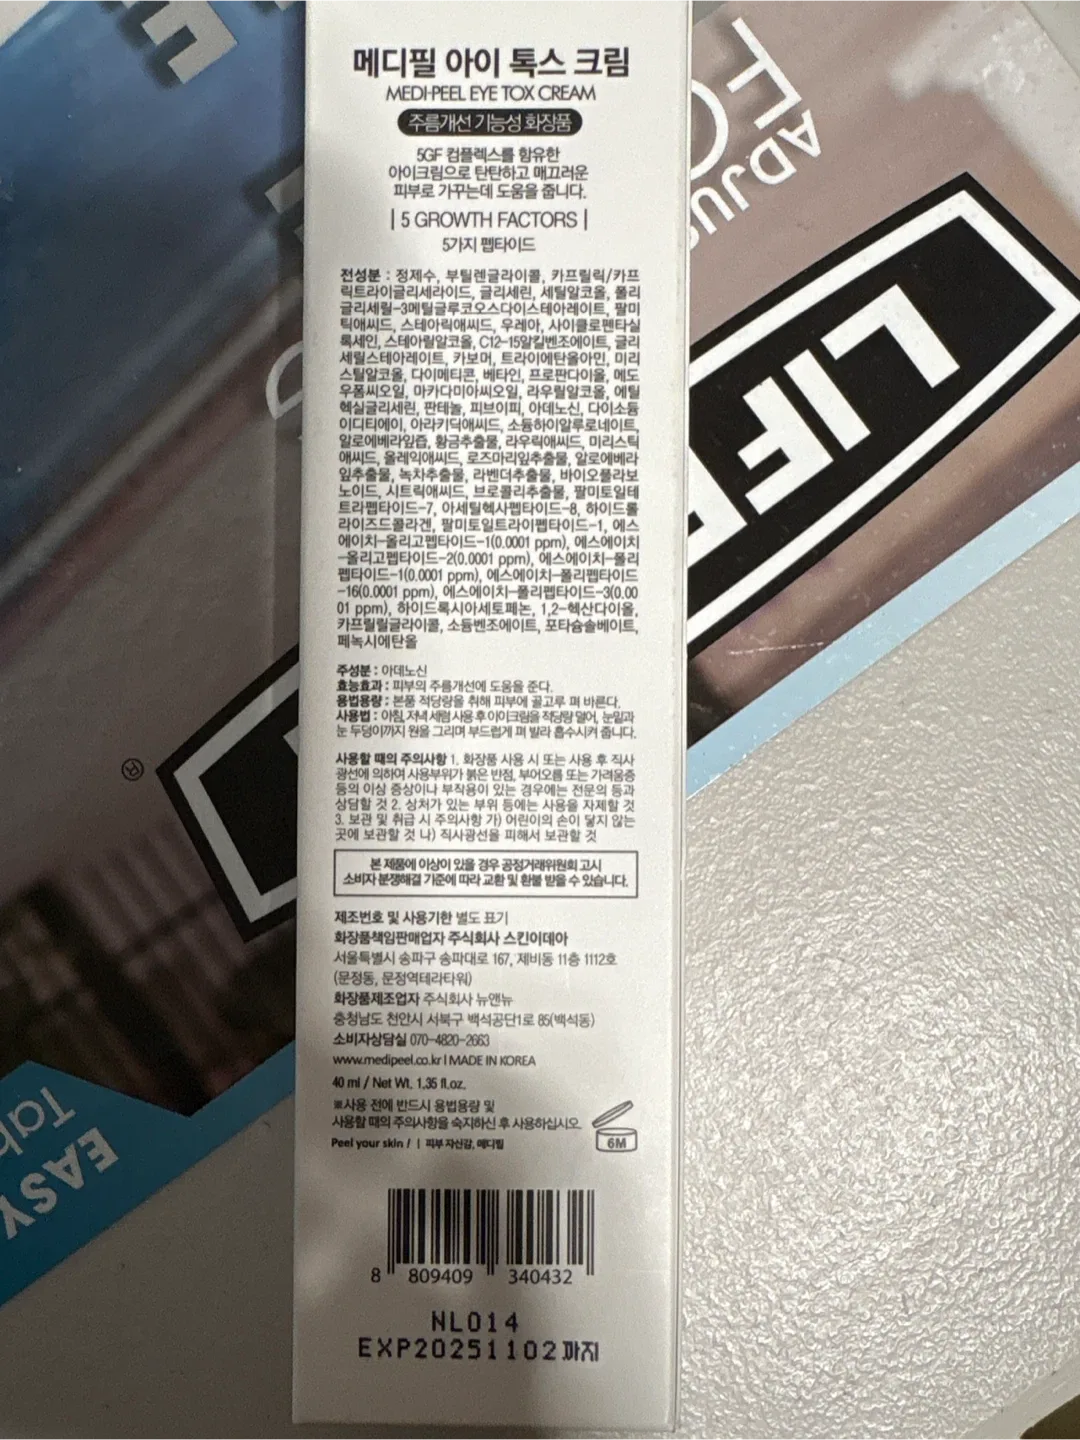 메디필 아이 톡스 크림
MEDI-PEEL EYE TOX CREAM
주름개선 기능성 화장품
5GF 컴플렉스를 함유한
아이크림으로 탄탄하고 매끄러운
피부로 가꾸는데 도움을 줍니다.
| 5 GROWTH FACTORS |
5가지 펩타이드
전성분 : 정제수, 부틸렌글라이콜, 카프릴릭/카프
릭트라이글리세라이드, 글리세린, 세틸알코올, 폴리
글리세릴-3메틸글루코오스다이스테아레이트, 팔미
틱애씨드, 스테아릭애씨드, 우레아, 사이클로펜타실
록세인, 스테아릴알코올, C12-15알킬벤조에이트, 글리
세릴스테아레이트, 카보머, 트라이에탄올아민, 미리
스틸알코올, 다이메티콘, 베타인, 프로판다이올, 메도
우폼씨오일, 마카다미아씨오일, 라우릴알코올, 에틸
헥실글리세린, 판테놀, 피브이피, 아데노신, 다이소듐
이디티에이, 아라키딕애씨드, 소듐하이알루로네이트,
알로에베라잎즙, 황금추출물, 라우릭애씨드, 미리스틱
애씨드, 올레익애씨드, 로즈마리잎추출물, 알로에베라
잎추출물, 녹차추출물, 라벤더추출물, 바이오플라보
노이드, 시트릭애씨드, 브로콜리추출물, 팔미토일테
트라펩타이드-7, 아세틸헥사펩타이드-8, 하이드롤
라이즈드콜라겐, 팔미토일트라이펩타이드-1, 에스
에이치-올리고펩타이드-1(0.0001 ppm), 에스에이치
-올리고펩타이드-2(0.0001 ppm), 에스에이치-폴리
펩타이드-1(0.0001 ppm), 에스에이치-폴리펩타이드
-16(0.0001 ppm), 에스에이치-폴리펩타이드-3(0.00
01 ppm), 하이드록시아세토페논, 1,2-헥산다이올,
카프릴릴글라이콜, 소듐벤조에이트, 포타슘솔베이트,
페녹시에탄올
주성분 : 아데노신
효능효과 : 피부의 주름개선에 도움을 준다.
용법용량 : 본품 적당량을 취해 피부에 골고루 펴 바른다.
사용법 : 아침, 저녁 세럼 사용 후 아이크림을 적당량 덜어, 눈밑과
눈 두덩이까지 원을 그리며 부드럽게 펴 발라 흡수시켜 줍니다.
사용할 때의 주의사항 1. 화장품 사용 시 또는 사용 후 직사
광선에 의하여 사용부위가 붉은 반점, 부어오름 또는 가려움증
등의 이상 증상이나 부작용이 있는 경우에는 전문의 등과
상담할 것 2. 상처가 있는 부위 등에는 사용을 자제할 것
3. 보관 및 취급 시 주의사항 가) 어린이의 손이 닿지 않는
곳에 보관할 것 나) 직사광선을 피해서 보관할 것
본 제품에 이상이 있을 경우 공정거래위원회 고시
소비자 분쟁해결 기준에 따라 교환 및 환불 받을 수 있습니다.
제조번호 및 사용기한 별도 표기
화장품책임판매업자 주식회사 스킨이데아
서울특별시 송파구 송파대로 167, 제비동 11층 1112호
(문정동, 문정역테라타워)
화장품제조업자 주식회사 뉴앤뉴
충청남도 천안시 서북구 백석공단1로 85(백석동)
소비자상담실 070-4820-2663
www.medipeel.co.kr | MADE IN KOREA
40 ml / Net Wt. 1.35 fl.oz.
※사용 전에 반드시 용법용량 및
사용할 때의 주의사항을 숙지하신 후 사용하십시오.
Peel your skin ! | 피부 자신감, 메디필
6M
8 809409 340432
NL014
EXP20251102까지
ADJUS
LIFE
®
EASY
Tab